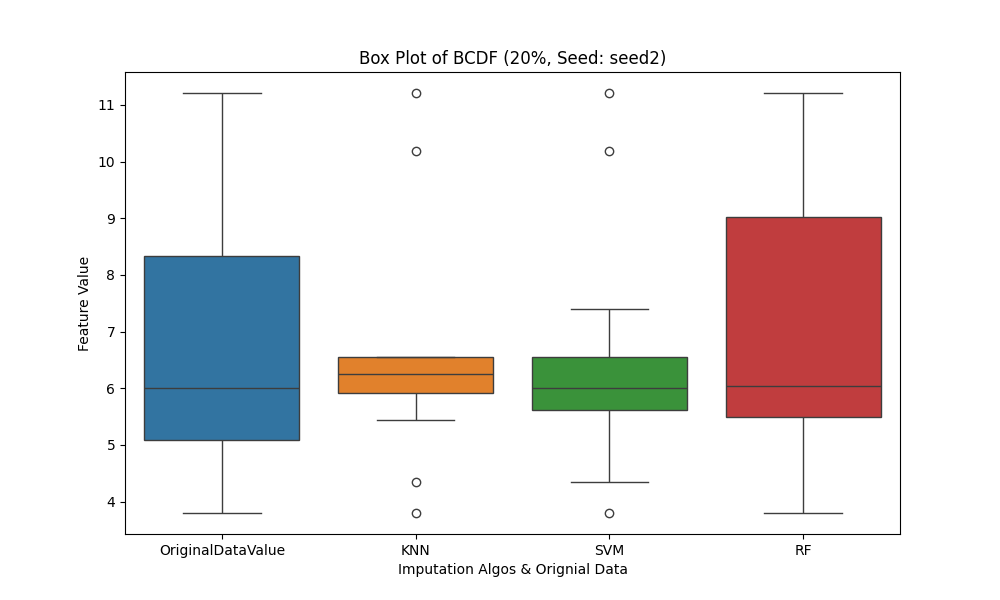 Box Plot of BCDF (20%, Seed: seed2)
11
10
9
8
7
6
5
4
Feature Value
OriginalDataValue
KNN
SVM
RF
Imputation Algos & Orignial Data